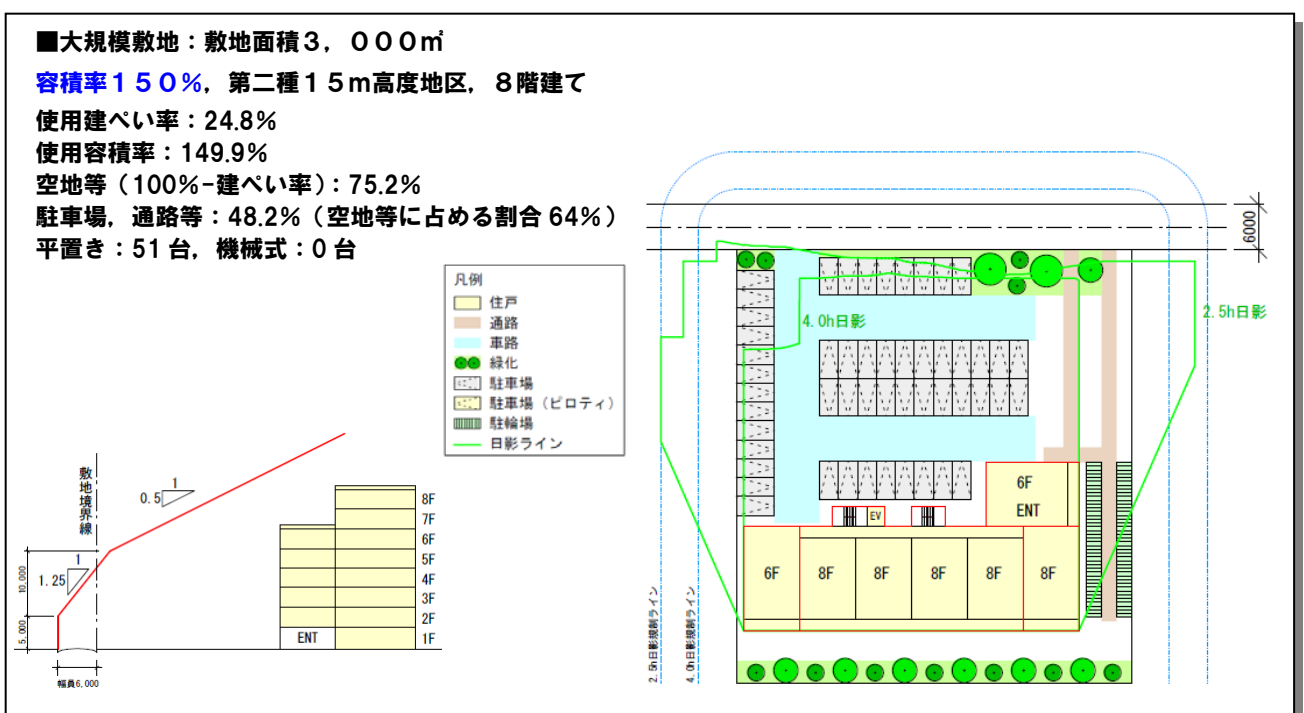 ■大規模敷地：敷地面積３，０００㎡
容積率１５０％，第二種１５ｍ高度地区，８階建て
使用建ぺい率：24.8％
使用容積率：149.9％
空地等（100％-建ぺい率）：75.2％
駐車場，通路等：48.2％（空地等に占める割合 64％）
平置き：51 台，機械式：0 台
凡例
住戸
通路
車路
緑化
駐車場
駐車場（ピロティ）
駐輪場
日影ライン
敷地境界線
1
0.5
1
1.25
10,000
5,000
幅員6,000
8F
7F
6F
5F
4F
3F
2F
1F
ENT
6000
4.0h日影
2.5h日影
6F
ENT
EV
6F
8F
8F
8F
8F
8F
2.5h日影規制ライン
4.0h日影規制ライン